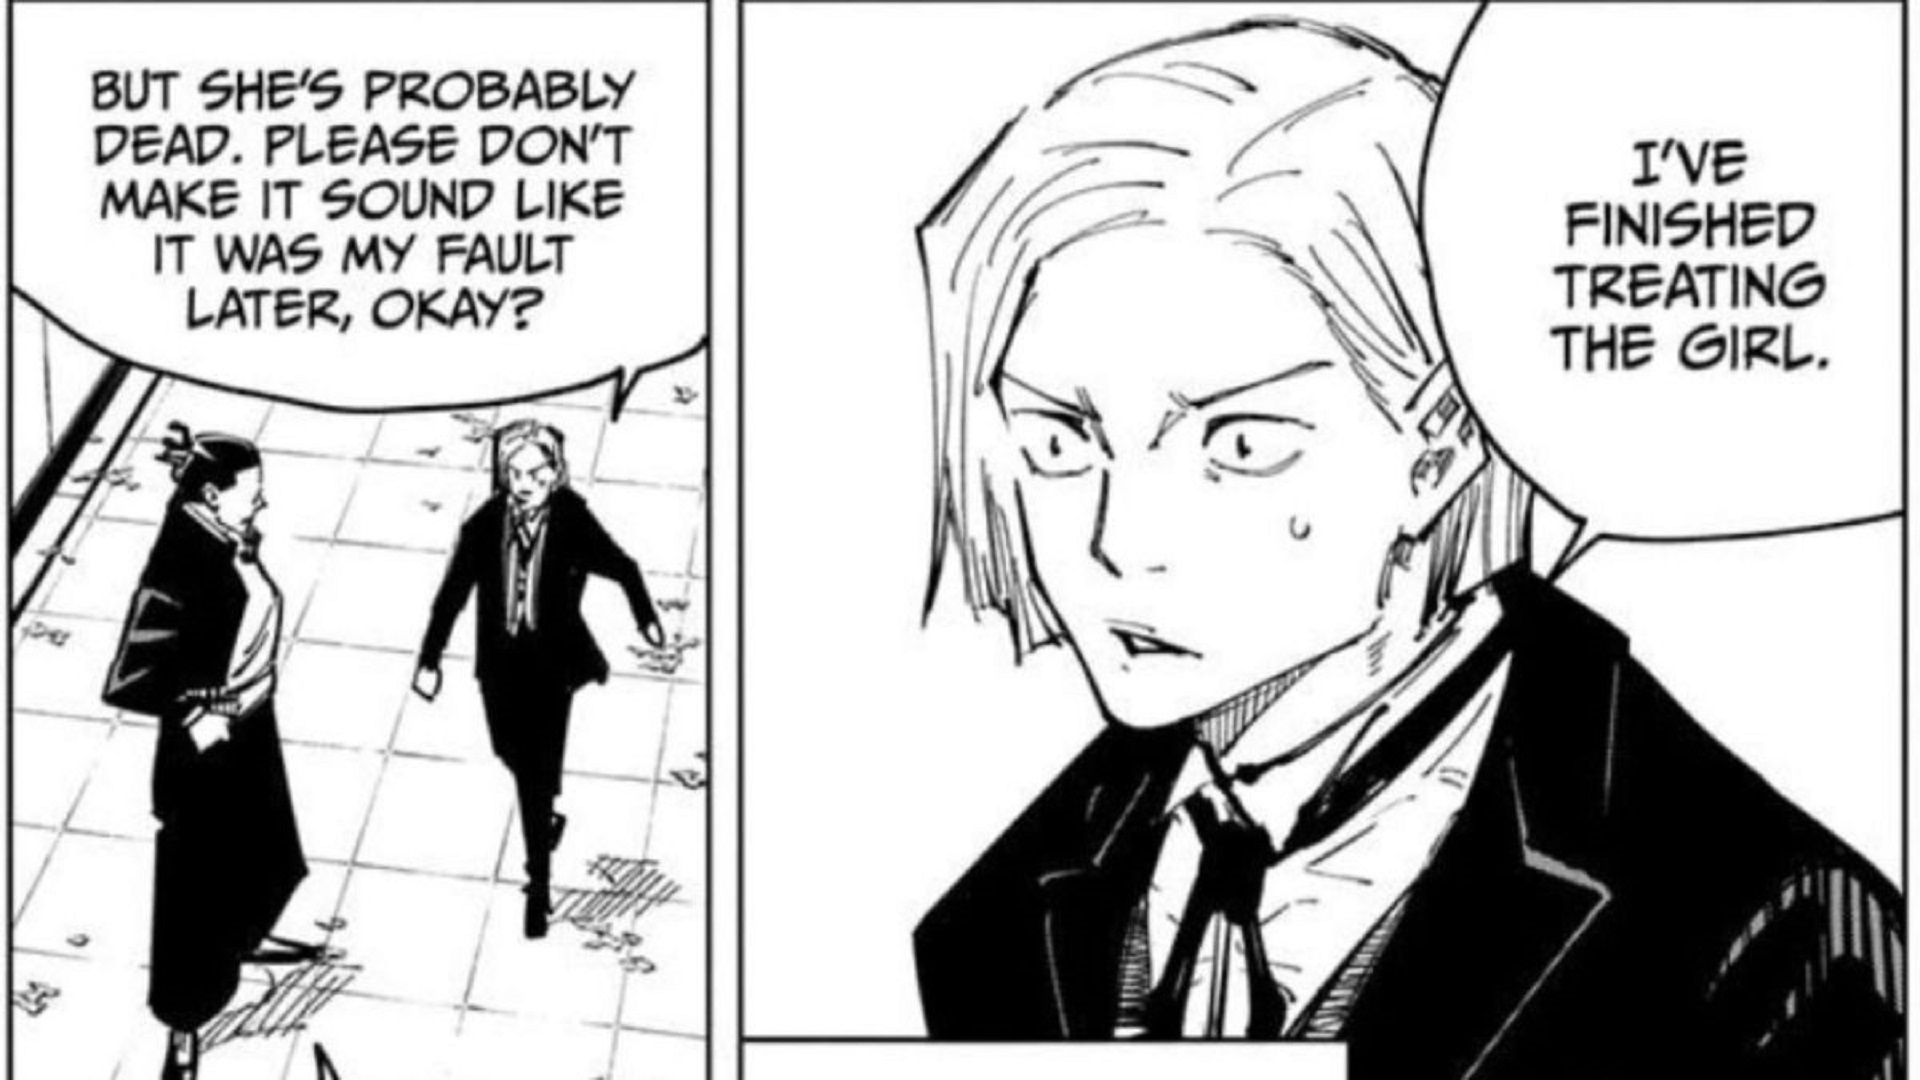 BUT SHE'S PROBABLY
DEAD. PLEASE DON'T
MAKE IT SOUND LIKE
IT WAS MY FAULT
LATER, OKAY?
I'VE
FINISHED
TREATING
THE GIRL.